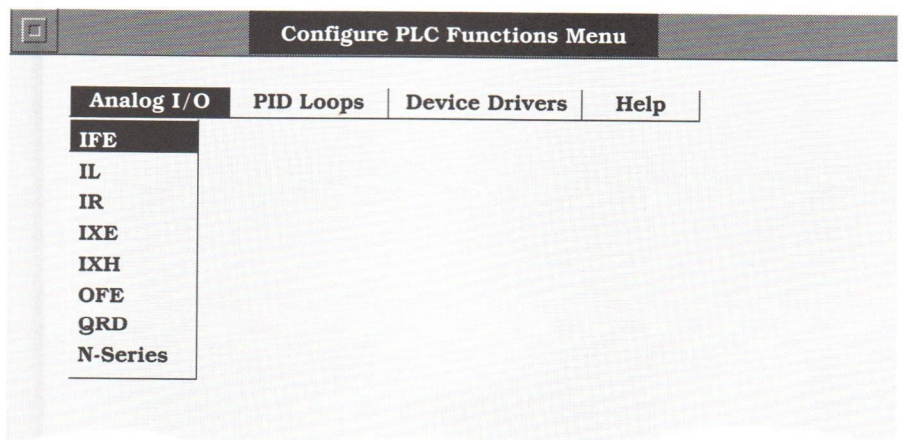 Configure PLC Functions Menu
Analog I/O PID Loops Device Drivers Help
IFE
IL
IR
IXE
IXH
OFE
QRD
N-Series